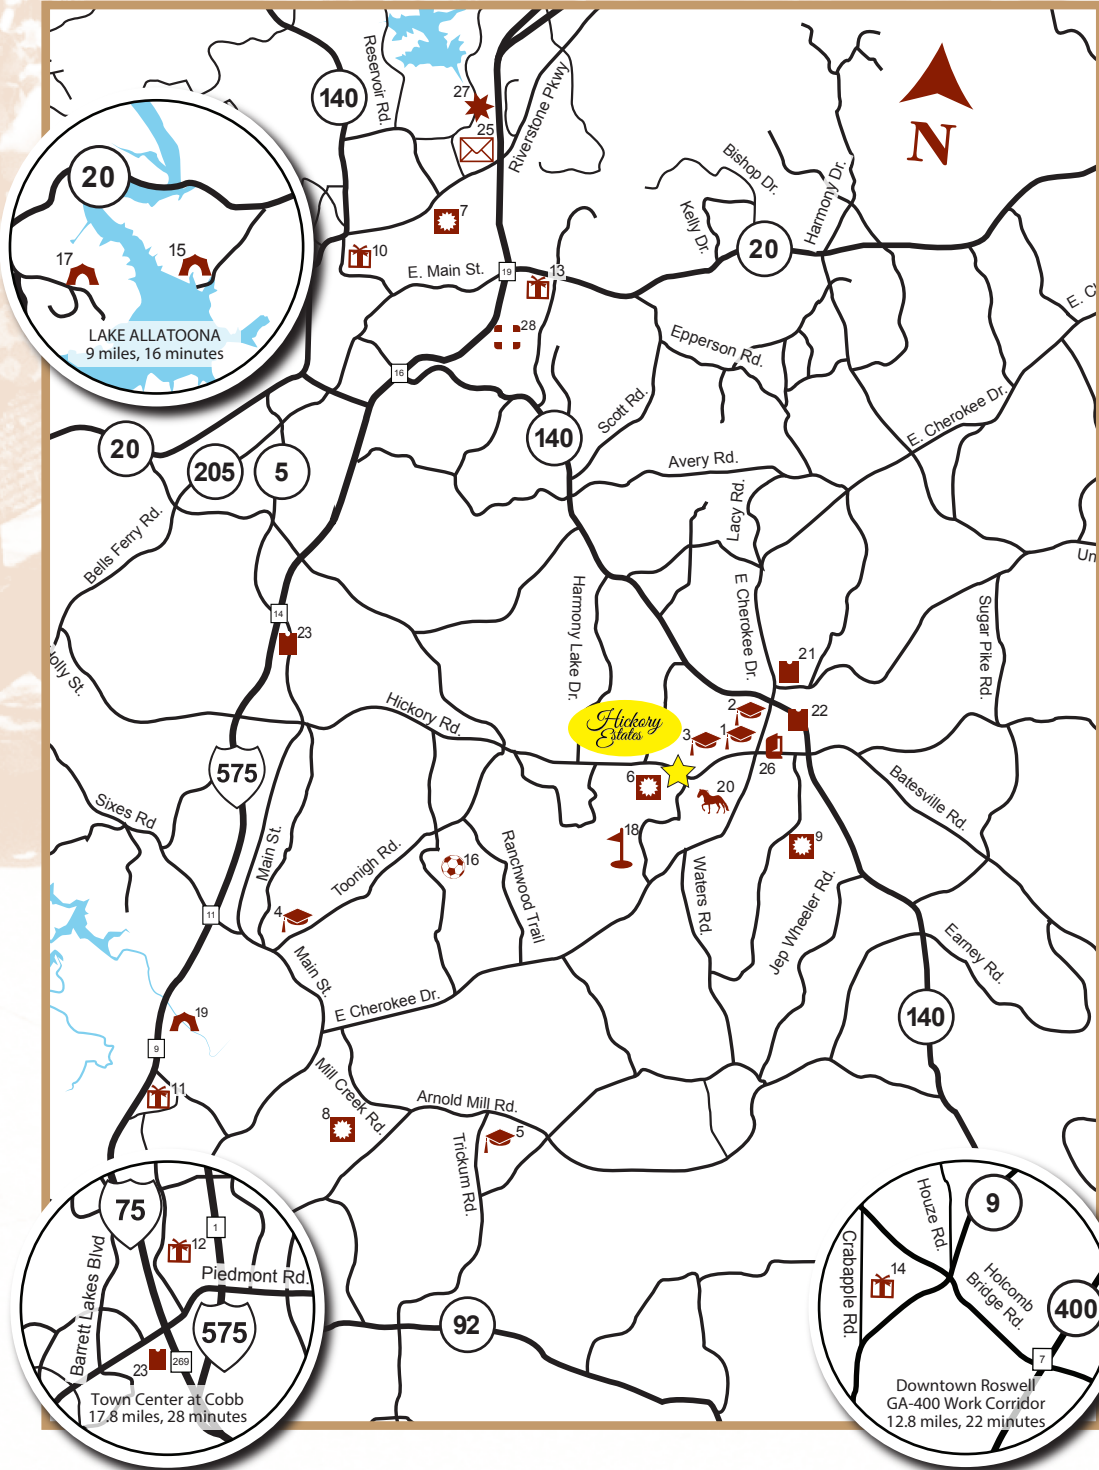 140
Reservoir Rd.
27
25
Riverstone Pkwy
N
Bishop Dr.
Harmony Dr.
Kelly Dr.
20
7
10
E. Main St.
19
13
28
Epperson Rd.
16
Scott Rd.
E. Cherokee Dr.
20
17
15
LAKE ALLATOONA
9 miles, 16 minutes
20
205
5
140
Avery Rd.
Lacy Rd.
Bells Ferry Rd.
14
23
Harmony Lake Dr.
E Cherokee Dr.
Sugar Pike Rd.
21
2
22
3
1
Hickory
Estates
Hickory Rd.
26
6
20
575
Batesville Rd.
Sixes Rd
Main St.
Toonigh Rd.
16
Ranchwood Trail
18
9
Waters Rd.
Jep Wheeler Rd.
4
11
Main St.
Earney Rd.
E Cherokee Dr.
19
140
9
11
Mill Creek Rd.
8
Arnold Mill Rd.
5
Trickum Rd.
75
1
12
Piedmont Rd.
Barrett Lakes Blvd
575
23
269
Town Center at Cobb
17.8 miles, 28 minutes
92
Houze Rd.
9
Crabapple Rd.
14
Holcomb
Bridge Rd.
400
7
Downtown Roswell
GA-400 Work Corridor
12.8 miles, 22 minutes